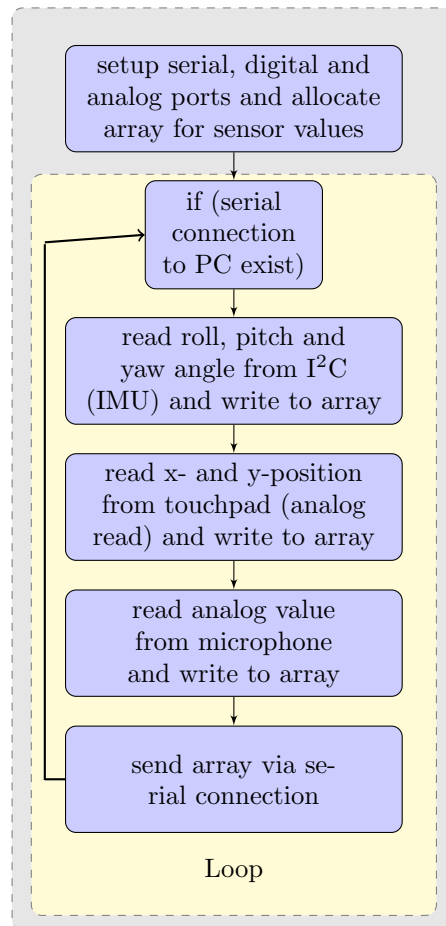 setup serial, digital and
analog ports and allocate
array for sensor values
if (serial
connection
to PC exist)
read roll, pitch and
yaw angle from I²C
(IMU) and write to array
read x- and y-position
from touchpad (analog
read) and write to array
read analog value
from microphone
and write to array
send array via se-
rial connection
Loop